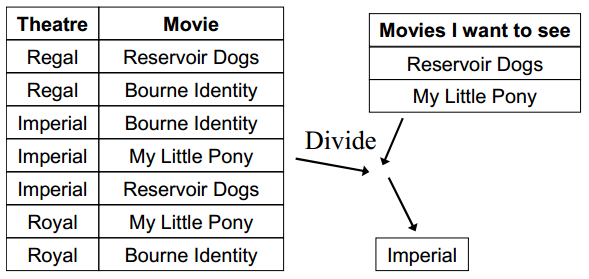 Theatre Movie
Regal Reservoir Dogs
Regal Bourne Identity
Imperial Bourne Identity
Imperial My Little Pony
Imperial Reservoir Dogs
Royal My Little Pony
Royal Bourne Identity
Movies I want to see
Reservoir Dogs
My Little Pony
Divide
Imperial